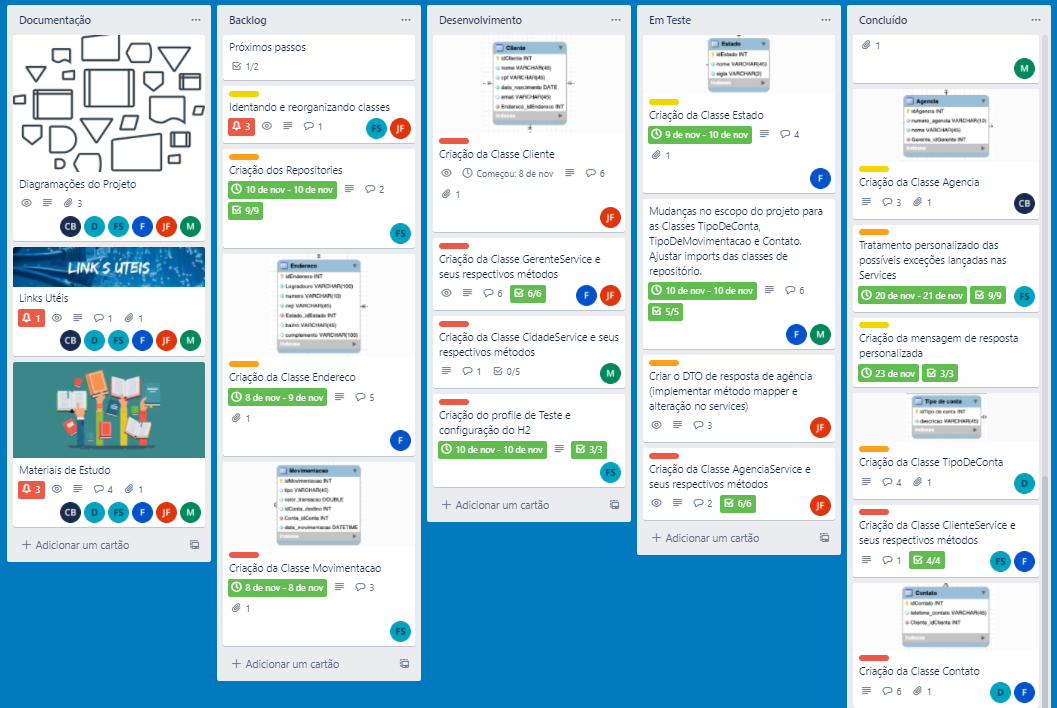 Documentação
Diagramações do Projeto
3
CB
D
FS
F
JF
M
LINK S UTEIS
Links Utéis
1
1
1
CB
D
FS
F
JF
M
Materiais de Estudo
3
4
1
CB
D
FS
F
JF
M
+ Adicionar um cartão
Backlog
Próximos passos
1/2
Identando e reorganizando classes
3
1
FS
JF
Criação dos Repositories
10 de nov - 10 de nov
2
9/9
FS
Endereco
idEndereco INT
Logradouro VARCHAR(100)
numero VARCHAR(10)
cep VARCHAR(45)
Estado_idEstado INT
bairro VARCHAR(45)
complemento VARCHAR(100)
Indexes
Criação da Classe Endereco
8 de nov - 9 de nov
5
1
F
Movimentacao
idMovimentacao INT
tipo VARCHAR(45)
valor_transacao DOUBLE
idConta_destino INT
Conta_idConta INT
data_movimentacao DATETIME
Indexes
Criação da Classe Movimentacao
8 de nov - 8 de nov
3
1
FS
+ Adicionar um cartão
Desenvolvimento
Cliente
idCliente INT
nome VARCHAR(45)
cpf VARCHAR(45)
data_nascimento DATE
email VARCHAR(45)
Endereco_idEndereco INT
Indexes
Criação da Classe Cliente
Começou: 8 de nov
6
1
JF
Criação da Classe GerenteService e
seus respectivos métodos
6
6/6
F
JF
Criação da Classe CidadeService e seus
respectivos métodos
1
0/5
M
Criação do profile de Teste e
configuração do H2
10 de nov - 10 de nov
3/3
FS
+ Adicionar um cartão
Em Teste
Estado
idEstado INT
nome VARCHAR(45)
sigla VARCHAR(2)
Indexes
Criação da Classe Estado
9 de nov - 10 de nov
4
1
F
Mudanças no escopo do projeto para
as Classes TipoDeConta,
TipoDeMovimentacao e Contato.
Ajustar imports das classes de
repositório.
10 de nov - 10 de nov
6
5/5
F
M
Criar o DTO de resposta de agência
(implementar método mapper e
alteração no services)
3
JF
Criação da Classe AgenciaService e
seus respectivos métodos
2
6/6
JF
+ Adicionar um cartão
Concluído
1
M
Agencia
idAgencia INT
numero_agencia VARCHAR(10)
nome VARCHAR(45)
Gerente_idGerente INT
Indexes
Criação da Classe Agencia
3
1
CB
Tratamento personalizado das
possíveis exceções lançadas nas
Services
20 de nov - 21 de nov
9/9
FS
Criação da mensagem de resposta
personalizada
23 de nov
3/3
Tipo de conta
idTipo de conta INT
descricao VARCHAR(45)
Indexes
Criação da Classe TipoDeConta
4
1
D
Criação da Classe ClienteService e
seus respectivos métodos
1
4/4
FS
F
Contato
idContato INT
telefone_contato VARCHAR(45)
Cliente_idCliente INT
Indexes
Criação da Classe Contato
6
1
D
F